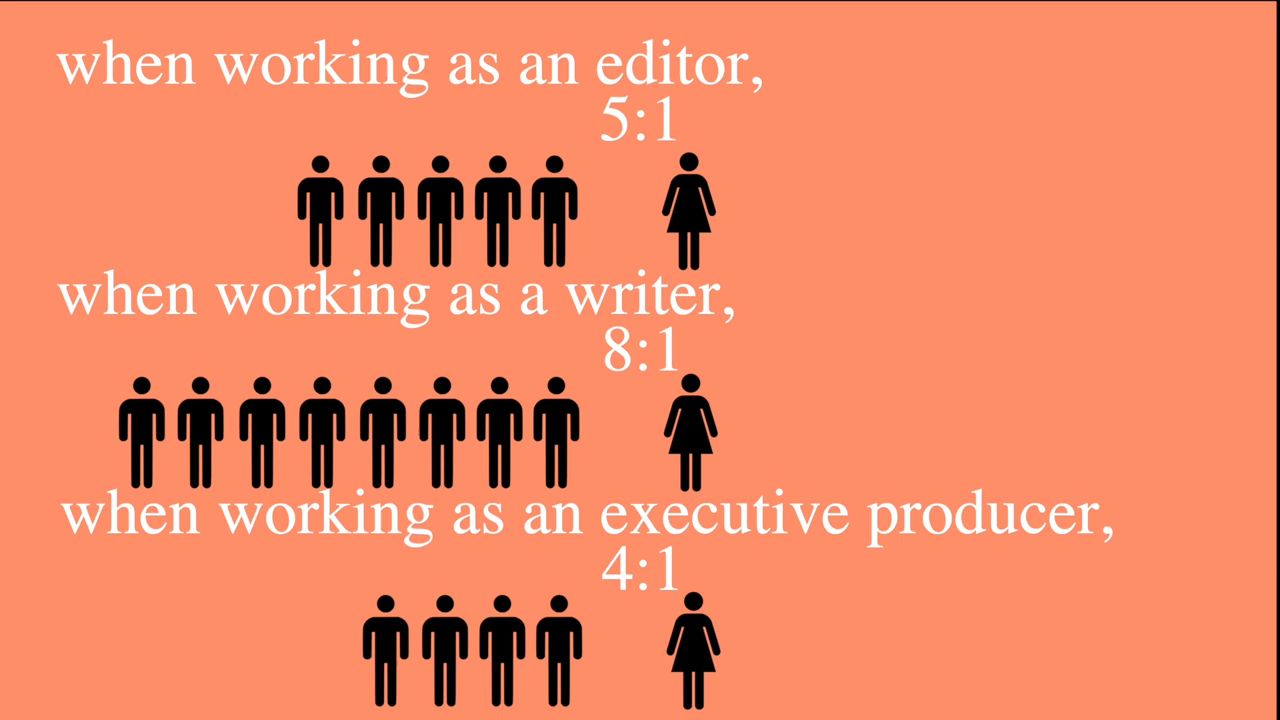 when working as an editor,
5:1
when working as a writer,
8:1
when working as an executive producer,
4:1